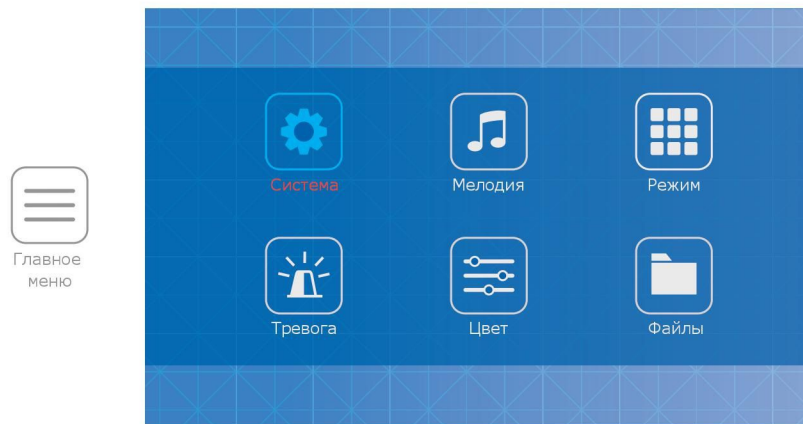 Система
Мелодия
Режим
Главное
меню
Тревога
Цвет
Файлы